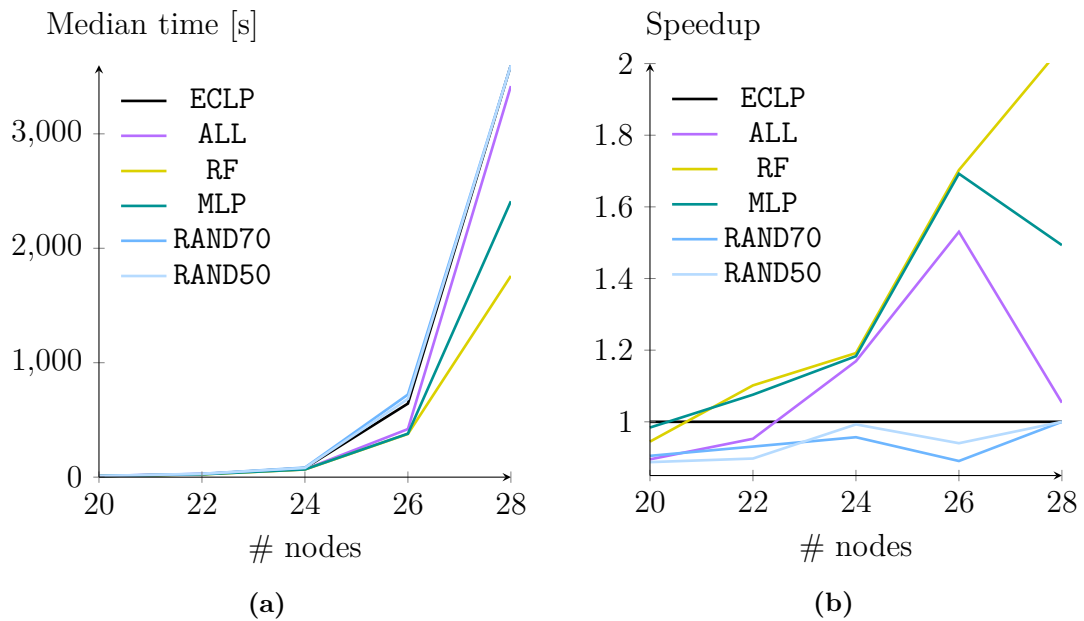 Median time [s]
3,000
2,000
1,000
0
20
22
24
26
28
# nodes
ECLP
ALL
RF
MLP
RAND70
RAND50
(a)
Speedup
2
1.8
1.6
1.4
1.2
1
20
22
24
26
28
# nodes
ECLP
ALL
RF
MLP
RAND70
RAND50
(b)